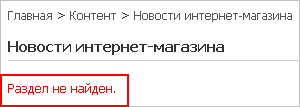 Главная > Контент > Новости интернет-магазина
Новости интернет-магазина
Раздел не найден.